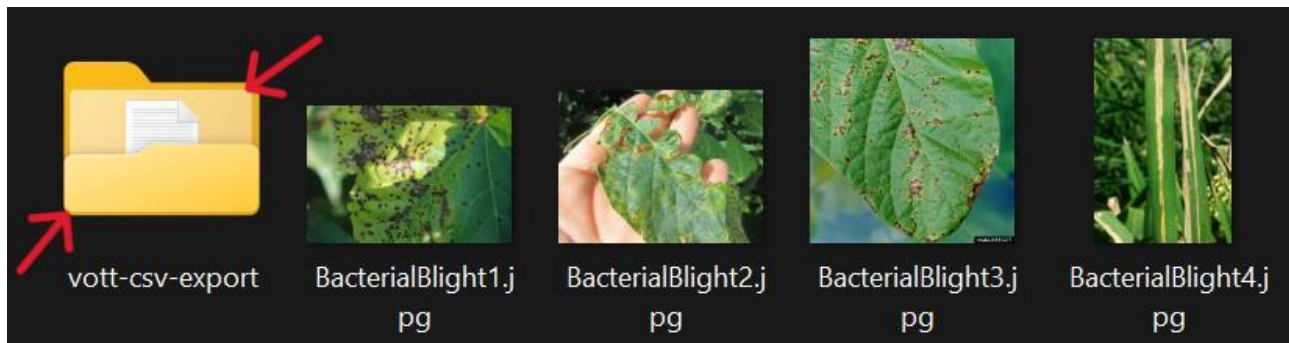 vott-csv-export
BacterialBlight1.j
pg
BacterialBlight2.j
pg
BacterialBlight3.j
pg
BacterialBlight4.j
pg